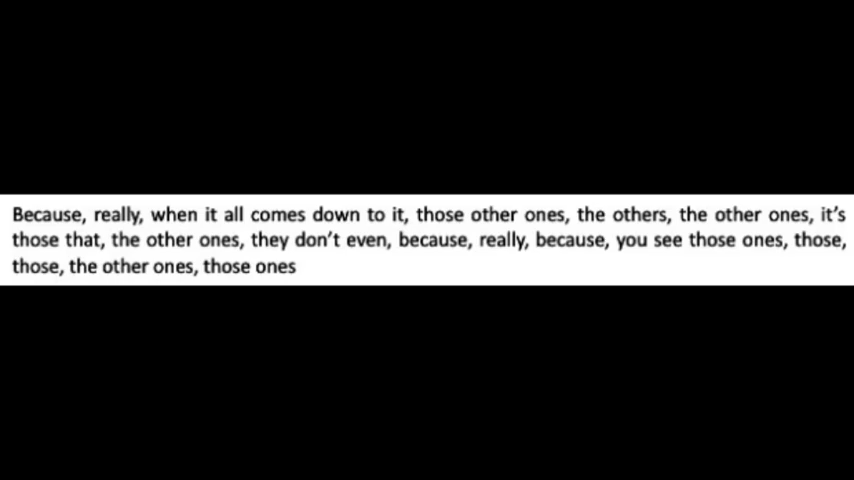 Because, really, when it all comes down to it, those other ones, the others, the other ones, it’s
those that, the other ones, they don’t even, because, really, because, you see those ones, those,
those, the other ones, those ones